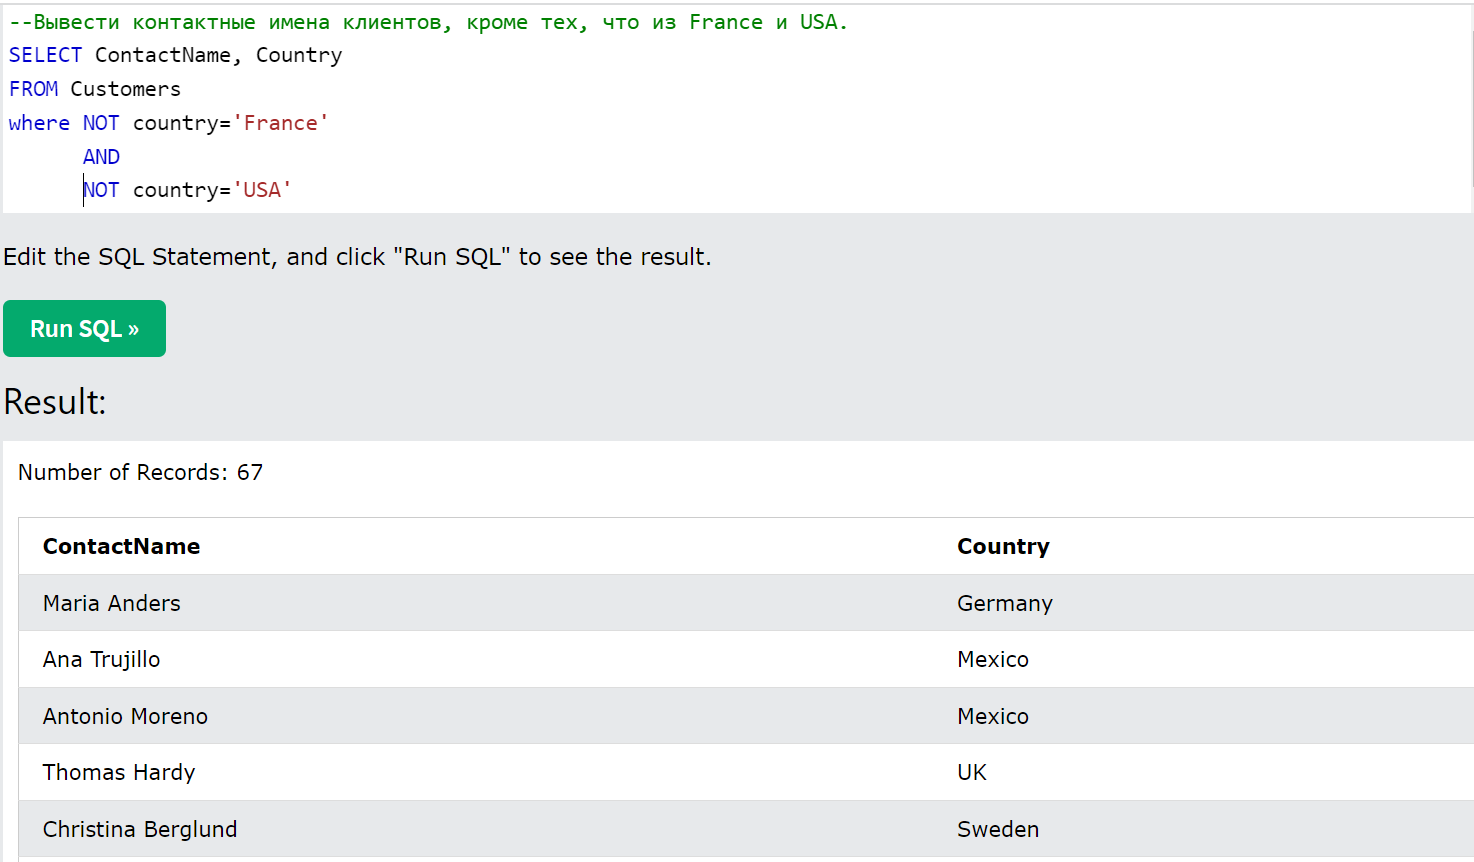 --Вывести контактные имена клиентов, кроме тех, что из France и USA.
SELECT ContactName, Country
FROM Customers
where NOT country='France'
AND
NOT country='USA'
Edit the SQL Statement, and click "Run SQL" to see the result.
Run SQL »
Result:
Number of Records: 67
ContactName Country
Maria Anders Germany
Ana Trujillo Mexico
Antonio Moreno Mexico
Thomas Hardy UK
Christina Berglund Sweden